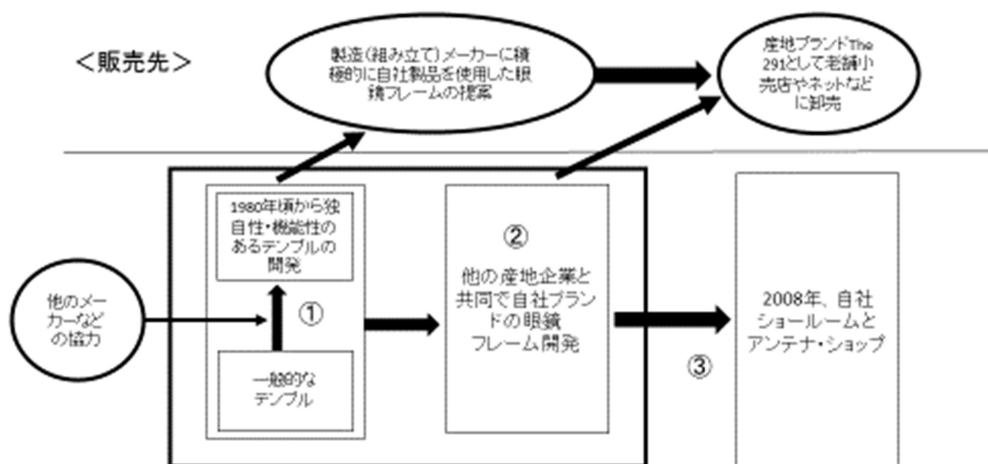 <販売先>
製造(組み立て)メーカーに積
極的に自社製品を使用した眼
鏡フレームの提案
産地ブランドThe
291として老舗小
売店やネットなど
に卸売
1980年頃から独
自性・機能性の
あるテンプルの
開発
①
一般的な
テンプル
他のメー
カーなど
の協力
②
他の産地企業と
共同で自社ブラン
ドの眼鏡
フレーム開発
③
2008年、自社
ショールームと
アンテナ・ショップ